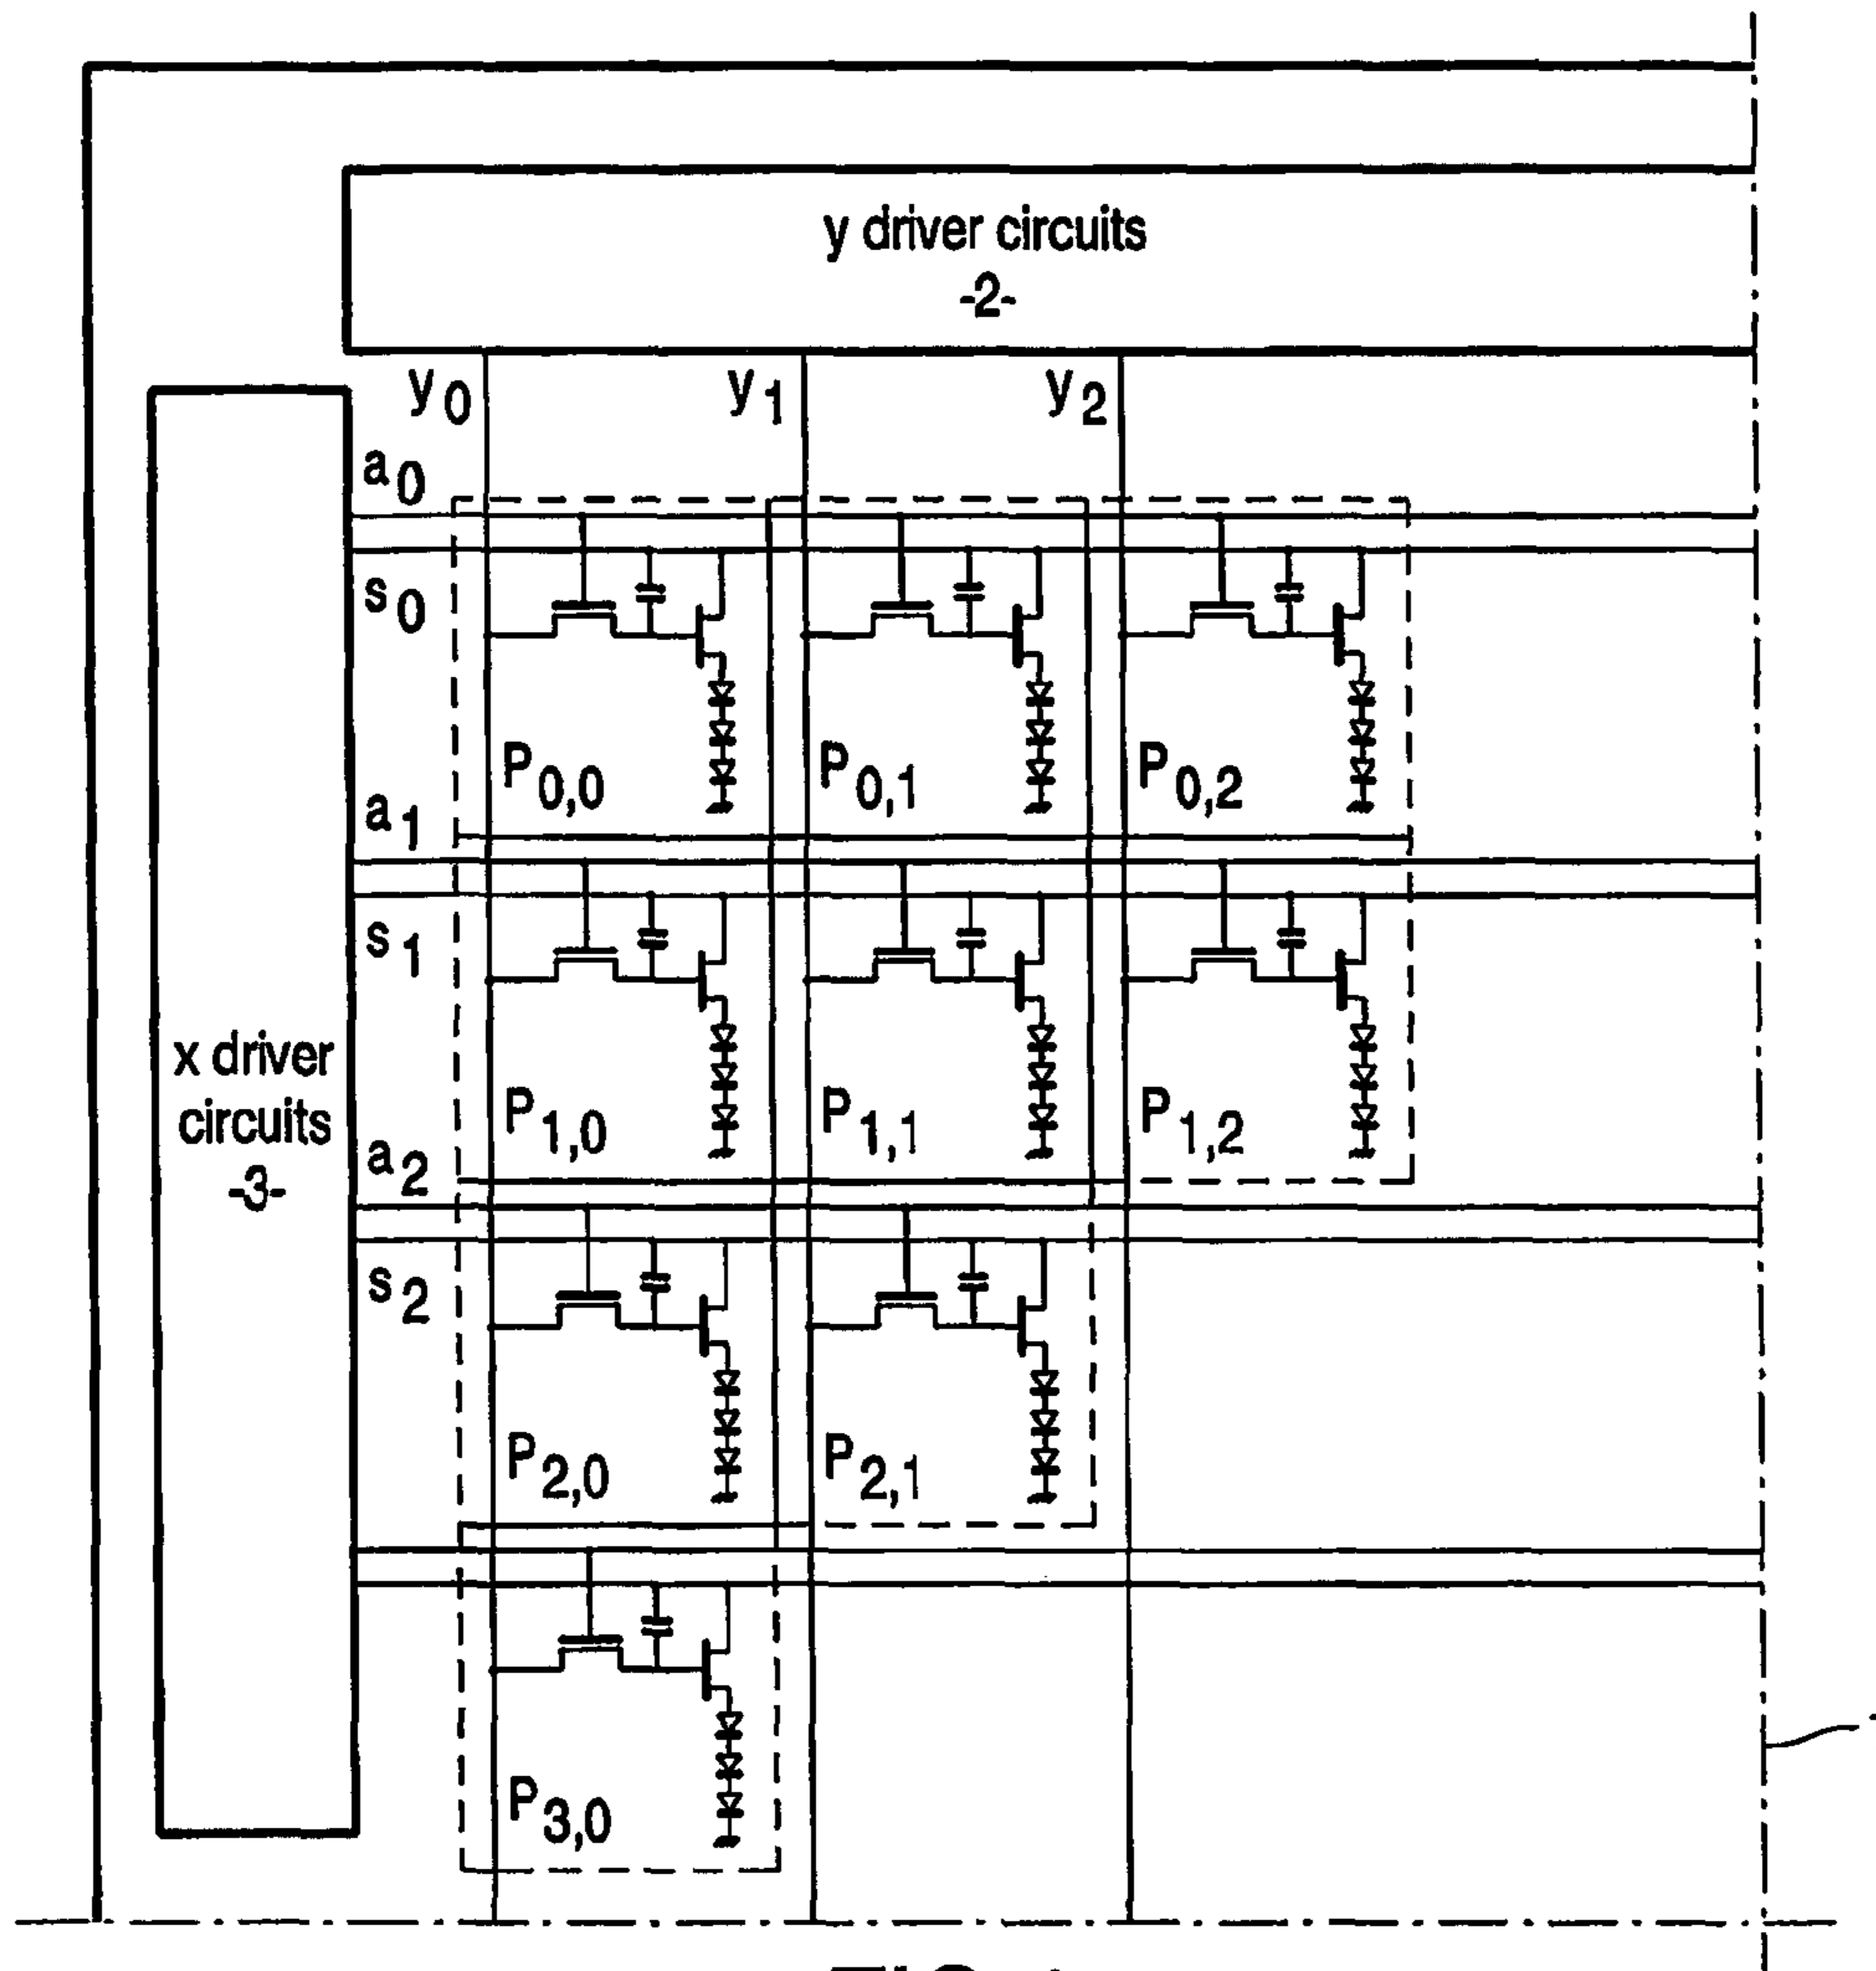 y driver circuits
-2-
y0 y1 y2
a0
s0
P0,0 P0,1 P0,2
a1
s1
x driver
circuits
-3-
P1,0 P1,1 P1,2
a2
s2
P2,0 P2,1
P3,0